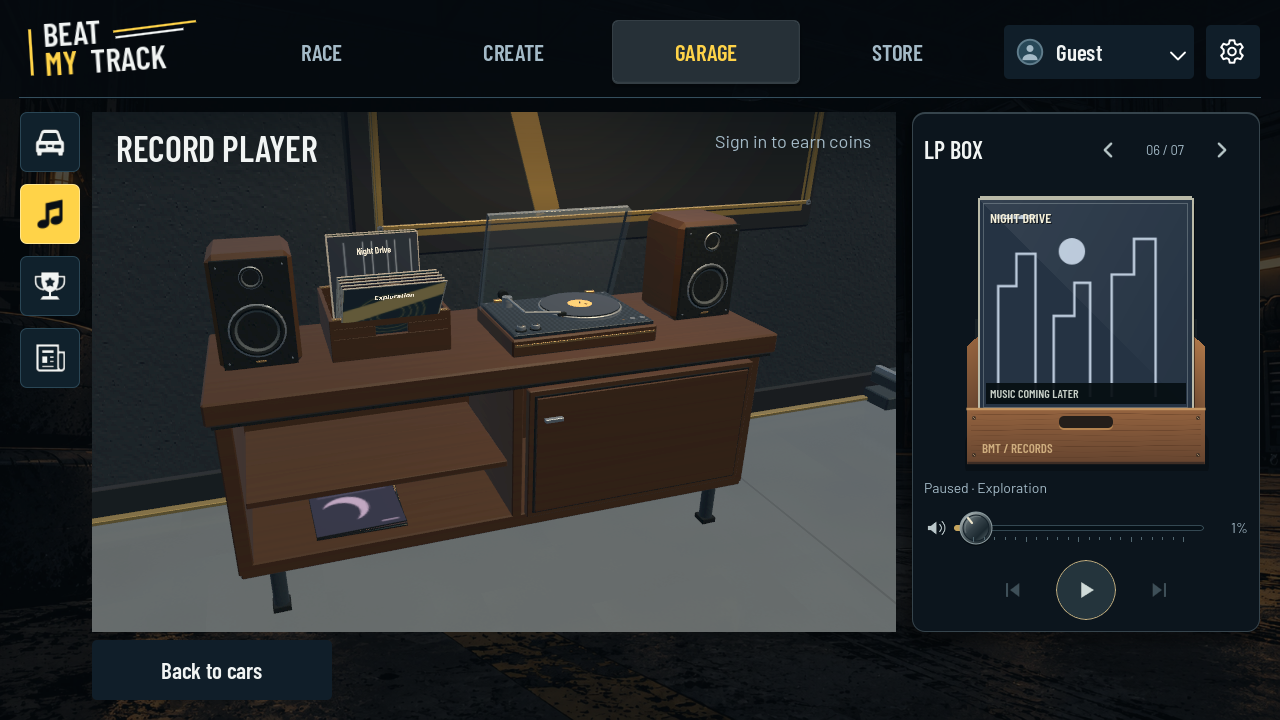 BEAT
MY TRACK
RACE
CREATE
GARAGE
STORE
Guest
RECORD PLAYER
Sign in to earn coins
Night Drive
Exploration
LP BOX
06 / 07
NIGHT DRIVE
MUSIC COMING LATER
BMT / RECORDS
Paused · Exploration
1%
Back to cars